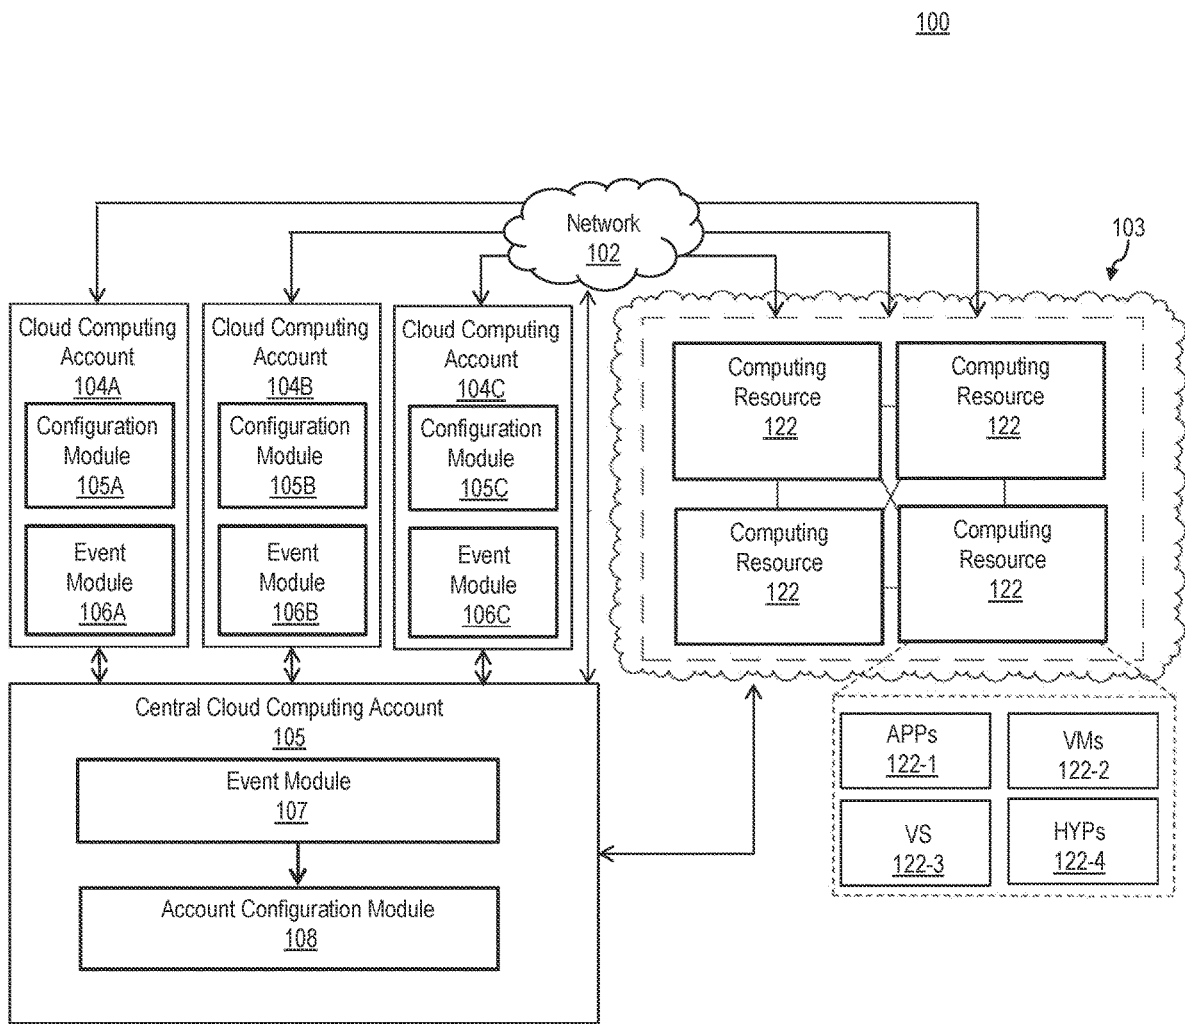 100
Network
102
103
Cloud Computing
Account
104A
Configuration
Module
105A
Event
Module
106A
Cloud Computing
Account
104B
Configuration
Module
105B
Event
Module
106B
Cloud Computing
Account
104C
Configuration
Module
105C
Event
Module
106C
Computing
Resource
122
Computing
Resource
122
Computing
Resource
122
Computing
Resource
122
Central Cloud Computing Account
105
Event Module
107
Account Configuration Module
108
APPs
122-1
VMs
122-2
VS
122-3
HYPs
122-4